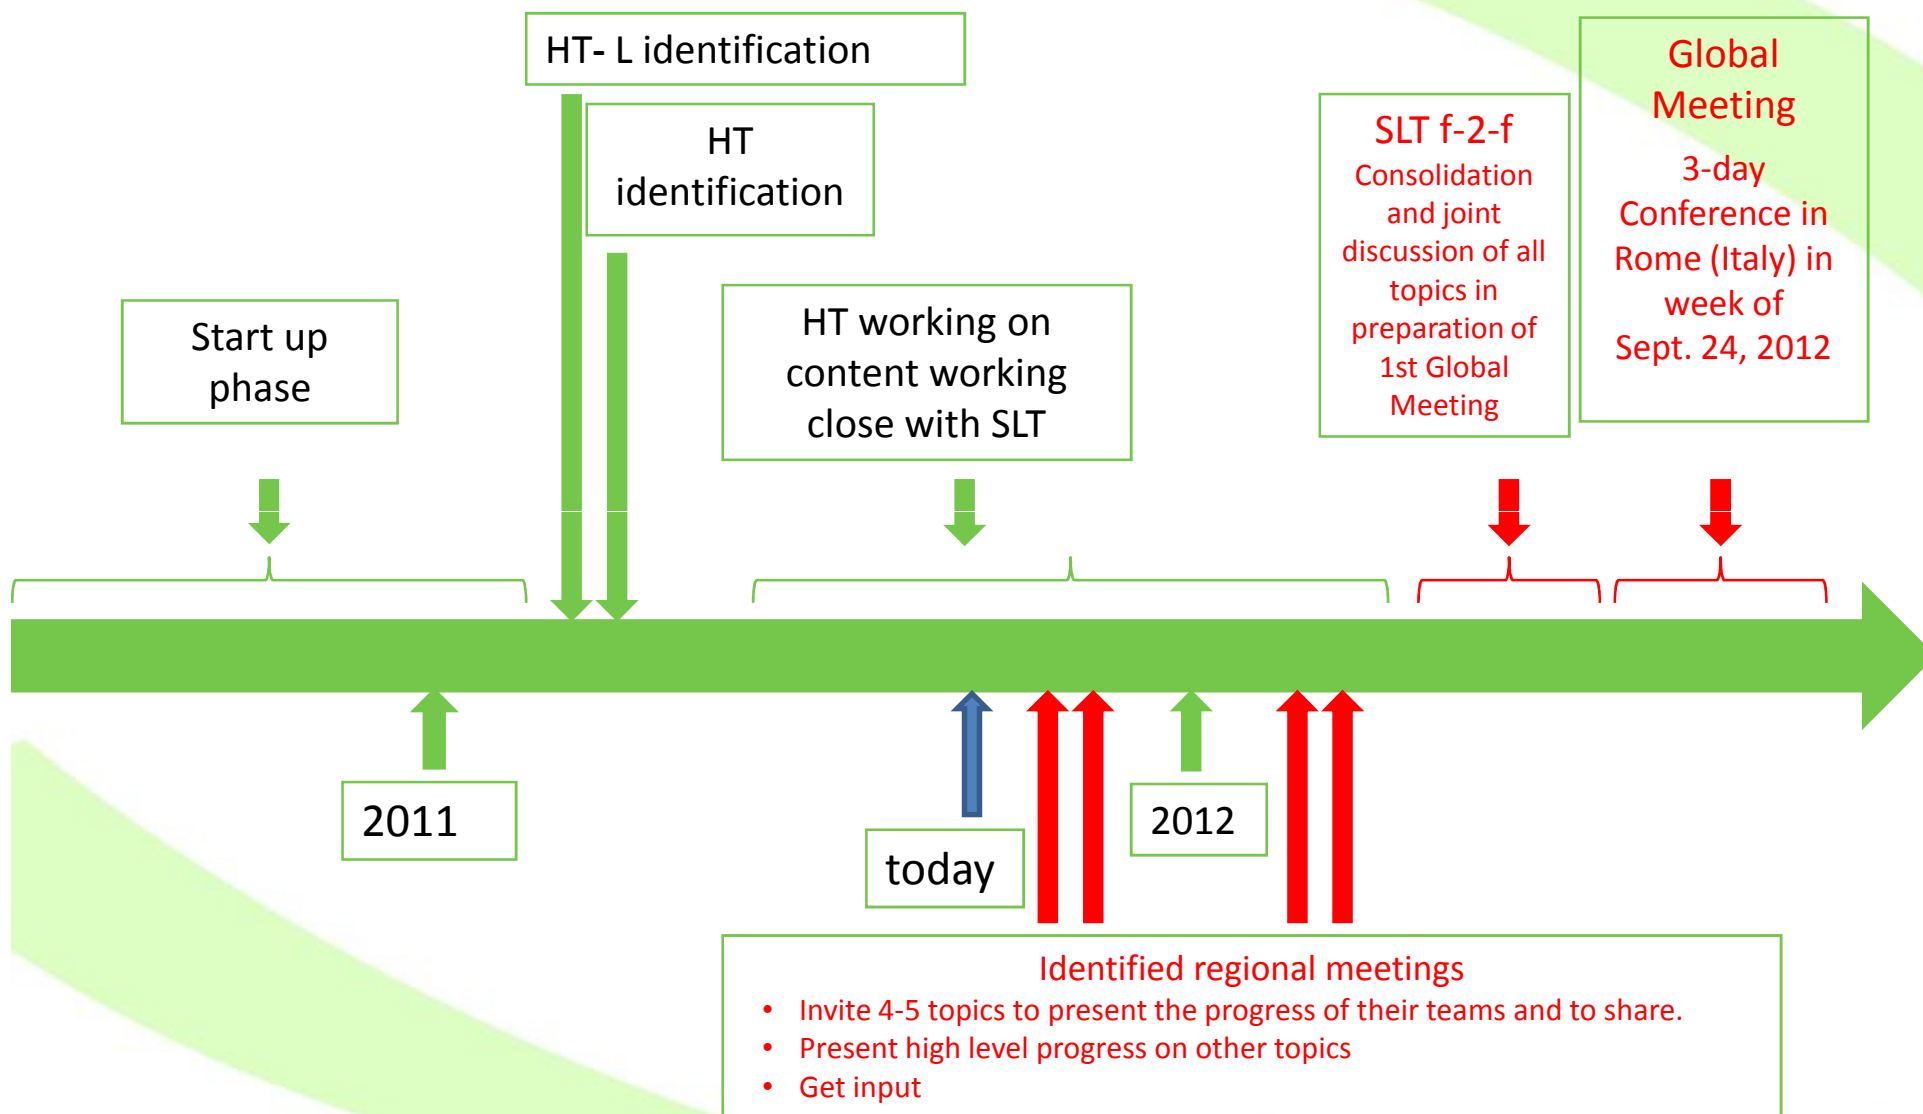 HT- L identification
HT
identification
Start up
phase
HT working on
content working
close with SLT
SLT f-2-f
Consolidation
and joint
discussion of all
topics in
preparation of
1st Global
Meeting
Global
Meeting
3-day
Conference in
Rome (Italy) in
week of
Sept. 24, 2012
2011
today
2012
Identified regional meetings
• Invite 4-5 topics to present the progress of their teams and to share.
• Present high level progress on other topics
• Get input